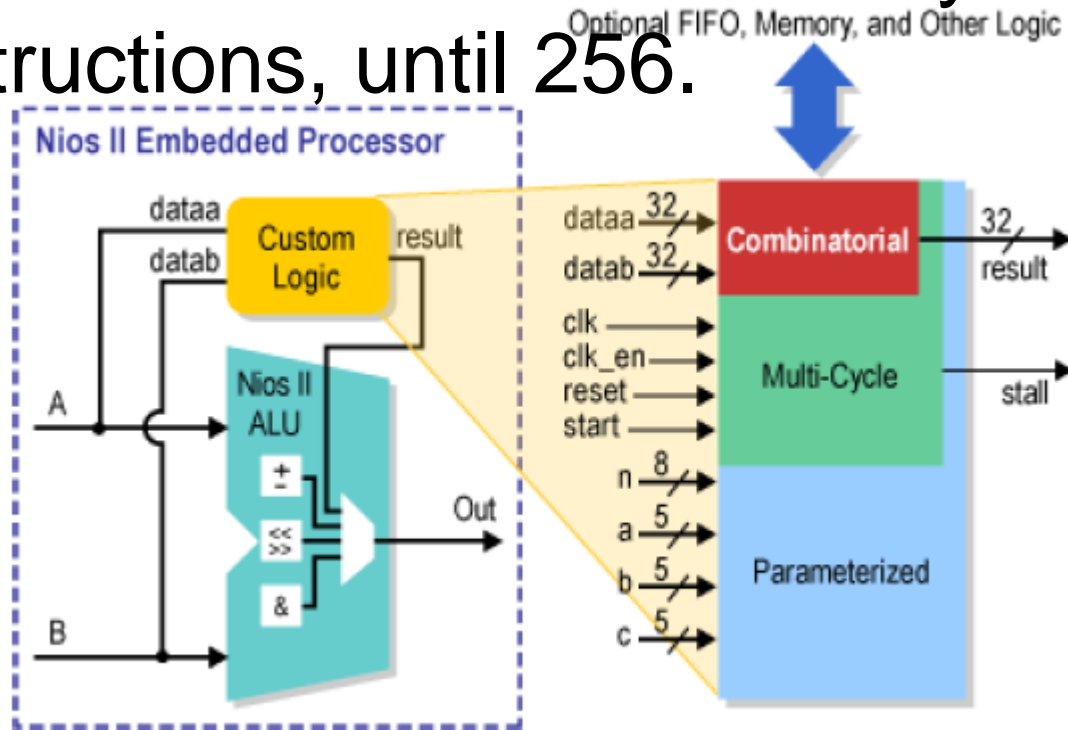 Optional FIFO, Memory, and Other Logic
tructions, until 256.
Nios II Embedded Processor
dataa
datab
Custom
Logic
result
A
Nios II
ALU
+
-
<<
>>
&
Out
B
dataa 32
datab 32
clk
clk_en
reset
start
n 8
a 5
b 5
c 5
Combinatorial
Multi-Cycle
Parameterized
32
result
stall